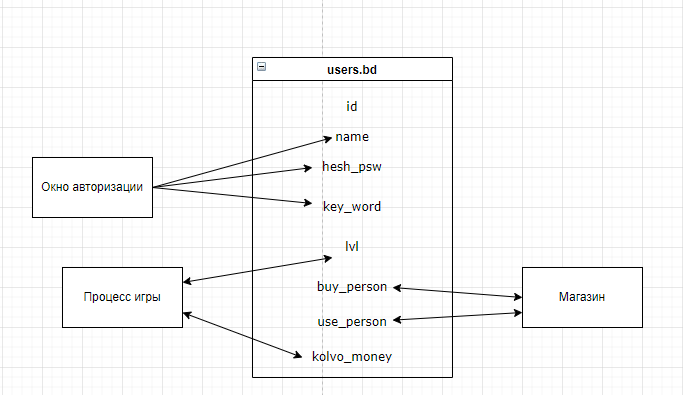 users.bd
id
name
Окно авторизации
hesh_psw
key_word
lvl
buy_person
Процесс игры
Магазин
use_person
kolvo_money